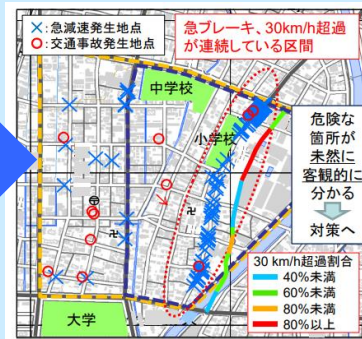 ×:急減速発生地点
○:交通事故発生地点
急ブレーキ、30km/h超過
が連続している区間
中学校
小学校
大学
危険な
箇所が
未然に
客観的に
分かる
対策へ
30 km/h超過割合
40%未満
60%未満
80%未満
80%以上